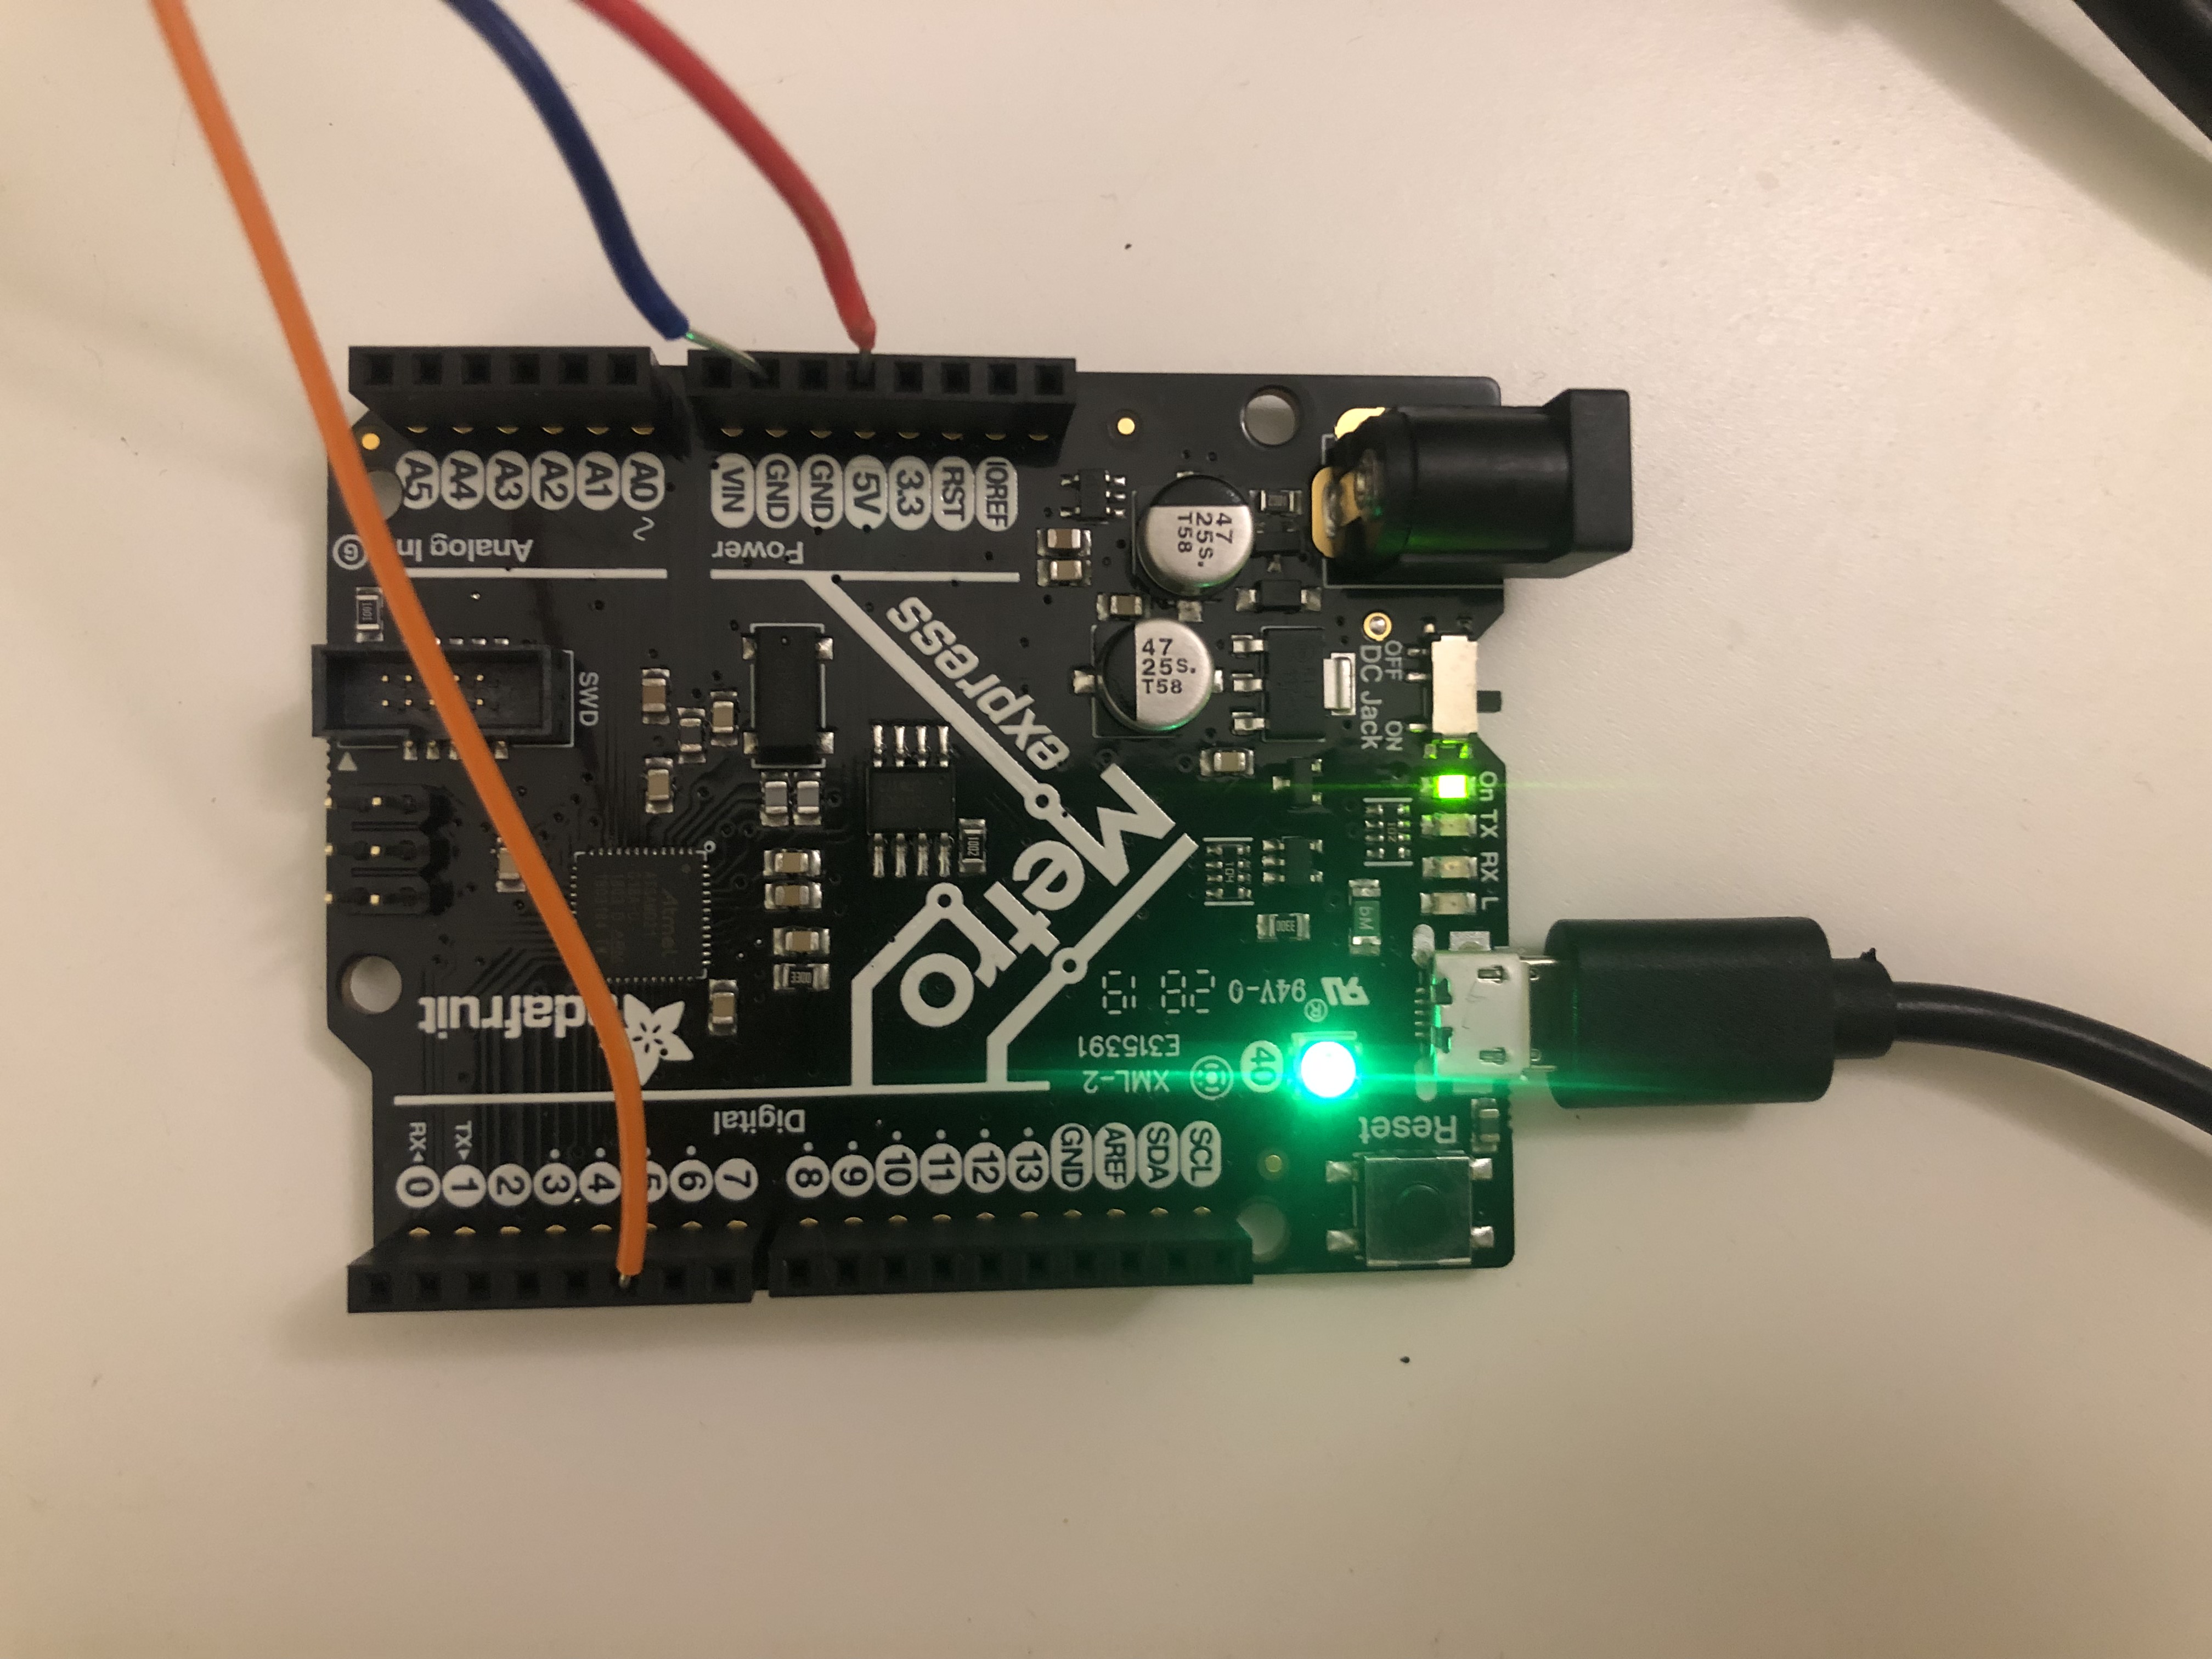 A5 A4 A3 A2 A1 A0
VIN GND GND 5V 3.3 RST IOREF
Analog In
Power
G
47
25S.
T58
47
25S.
T58
SWD
OFF ON
DC Jack
On TX RX L
Metro
express
Atmel
adafruit
94V-0
E315391
XML-2
40
Reset
Digital
RX◂ TX▸
0 1 2 3 4 5 6 7 8 9 10 11 12 13 GND AREF SDA SCL